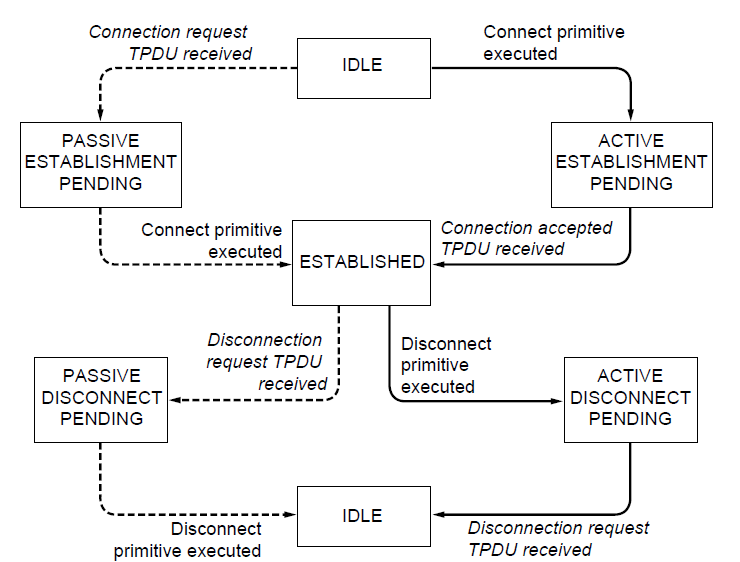 Connection request
TPDU received
IDLE
Connect primitive
executed
PASSIVE
ESTABLISHMENT
PENDING
ACTIVE
ESTABLISHMENT
PENDING
Connect primitive
executed
ESTABLISHED
Connection accepted
TPDU received
Disconnection
request TPDU
received
Disconnect
primitive
executed
PASSIVE
DISCONNECT
PENDING
ACTIVE
DISCONNECT
PENDING
IDLE
Disconnect
primitive executed
Disconnection request
TPDU received